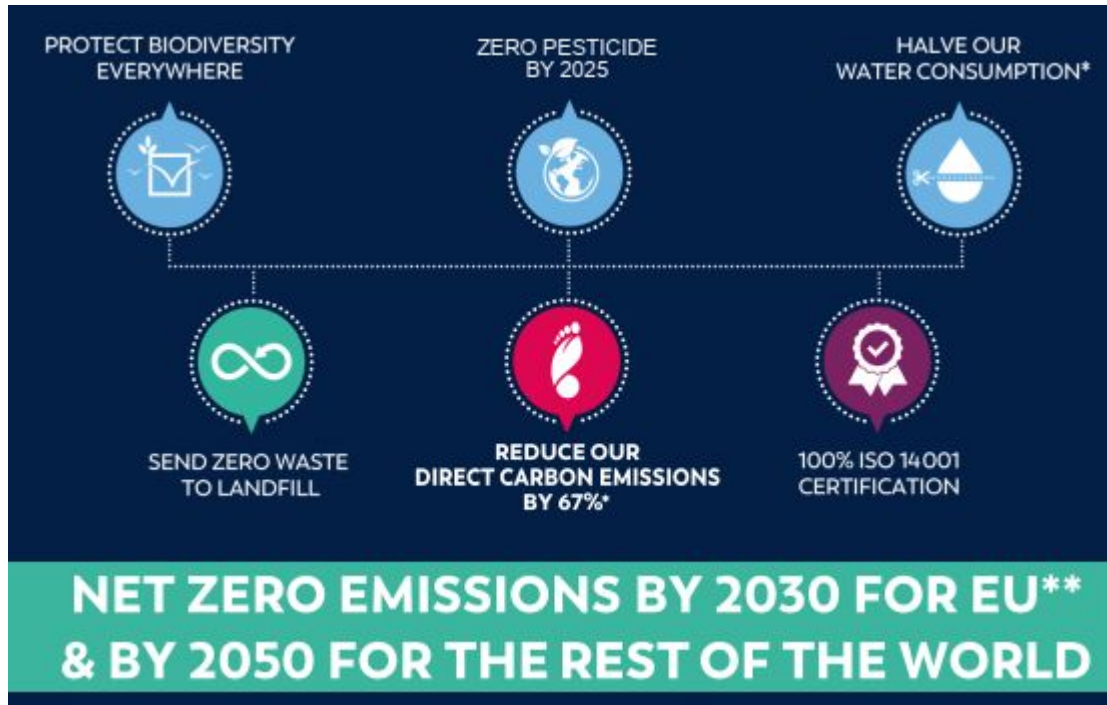 PROTECT BIODIVERSITY
EVERYWHERE
ZERO PESTICIDE
BY 2025
HALVE OUR
WATER CONSUMPTION*
SEND ZERO WASTE
TO LANDFILL
REDUCE OUR
DIRECT CARBON EMISSIONS
BY 67%*
100% ISO 14001
CERTIFICATION
NET ZERO EMISSIONS BY 2030 FOR EU**
& BY 2050 FOR THE REST OF THE WORLD